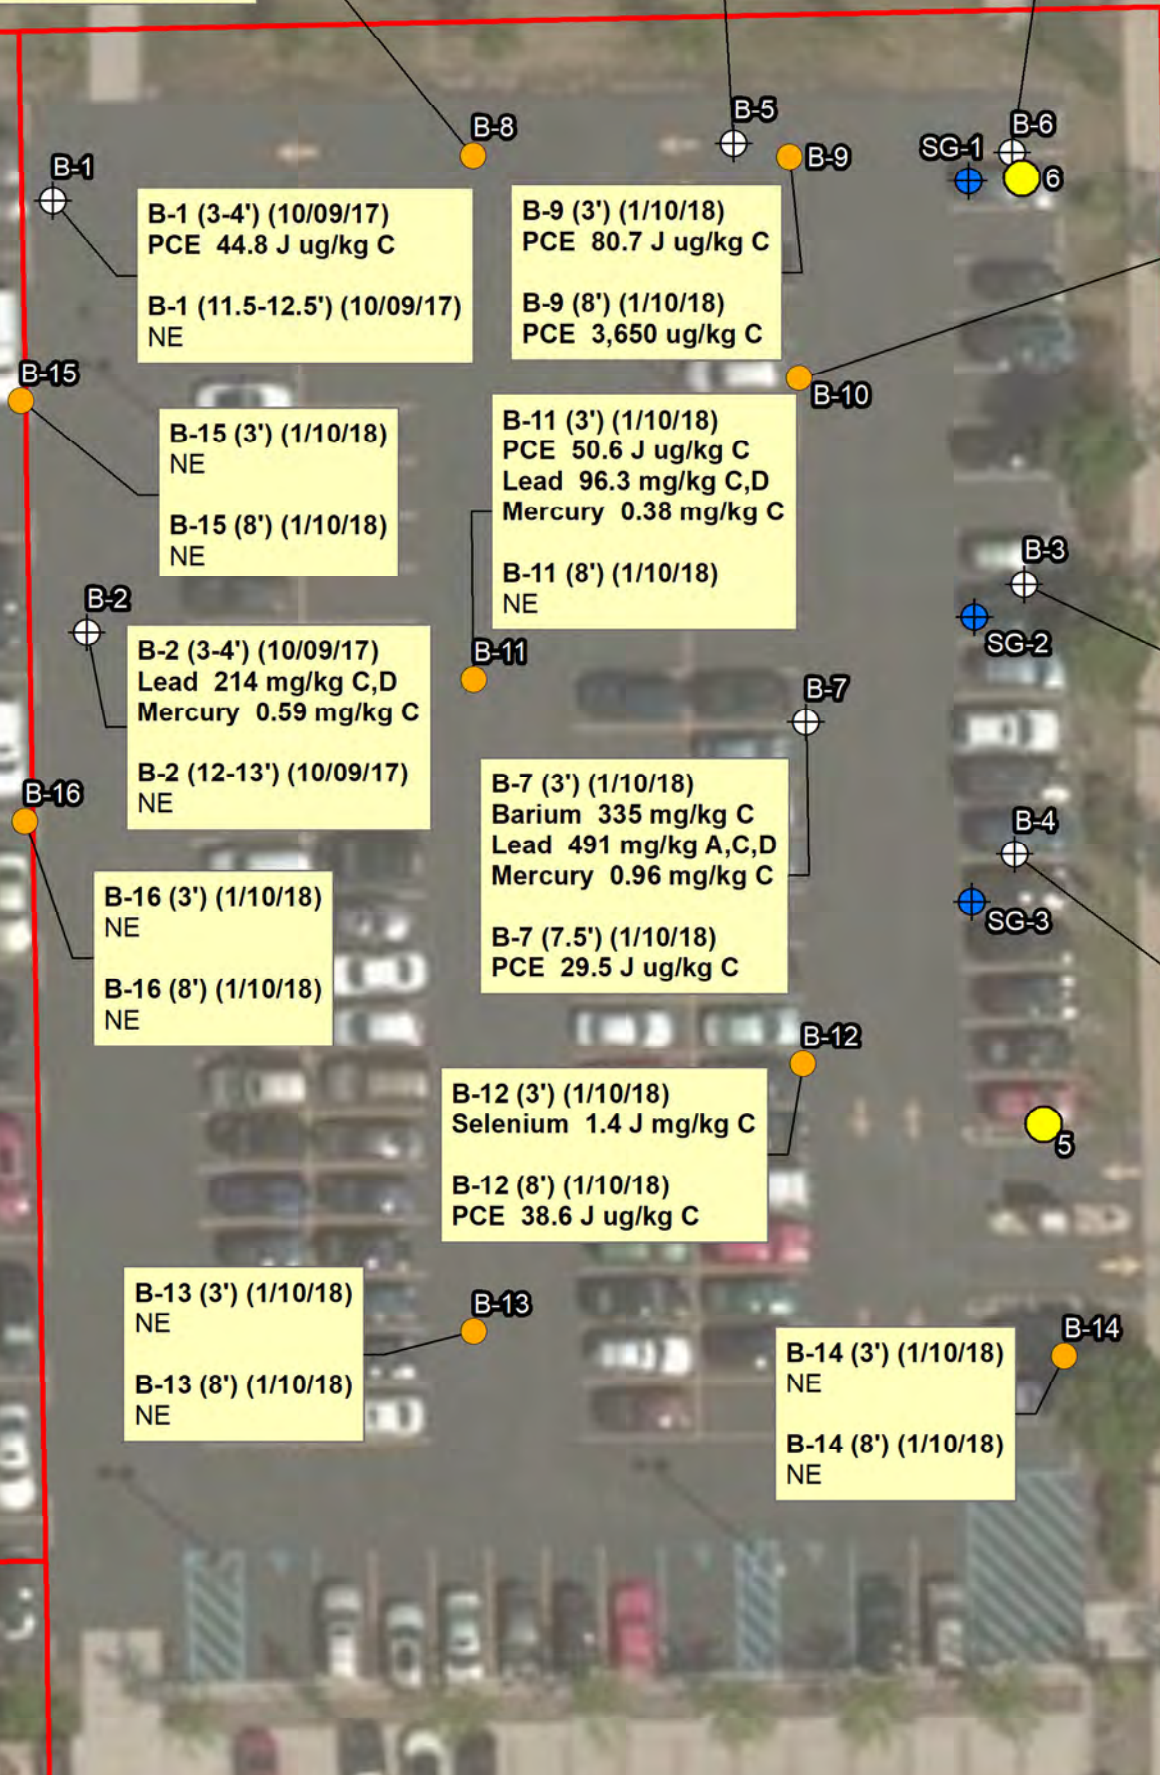 B-5
B-8
B-6
SG-1
B-9
B-1
6
B-1 (3-4') (10/09/17)
PCE 44.8 J ug/kg C
B-1 (11.5-12.5') (10/09/17)
NE
B-9 (3') (1/10/18)
PCE 80.7 J ug/kg C
B-9 (8') (1/10/18)
PCE 3,650 ug/kg C
B-15
B-10
B-15 (3') (1/10/18)
NE
B-15 (8') (1/10/18)
NE
B-11 (3') (1/10/18)
PCE 50.6 J ug/kg C
Lead 96.3 mg/kg C,D
Mercury 0.38 mg/kg C
B-11 (8') (1/10/18)
NE
B-3
B-2
SG-2
B-11
B-2 (3-4') (10/09/17)
Lead 214 mg/kg C,D
Mercury 0.59 mg/kg C
B-2 (12-13') (10/09/17)
NE
B-7
B-16
B-7 (3') (1/10/18)
Barium 335 mg/kg C
Lead 491 mg/kg A,C,D
Mercury 0.96 mg/kg C
B-7 (7.5') (1/10/18)
PCE 29.5 J ug/kg C
B-4
SG-3
B-16 (3') (1/10/18)
NE
B-16 (8') (1/10/18)
NE
B-12
B-12 (3') (1/10/18)
Selenium 1.4 J mg/kg C
B-12 (8') (1/10/18)
PCE 38.6 J ug/kg C
5
B-13 (3') (1/10/18)
NE
B-13 (8') (1/10/18)
NE
B-13
B-14
B-14 (3') (1/10/18)
NE
B-14 (8') (1/10/18)
NE